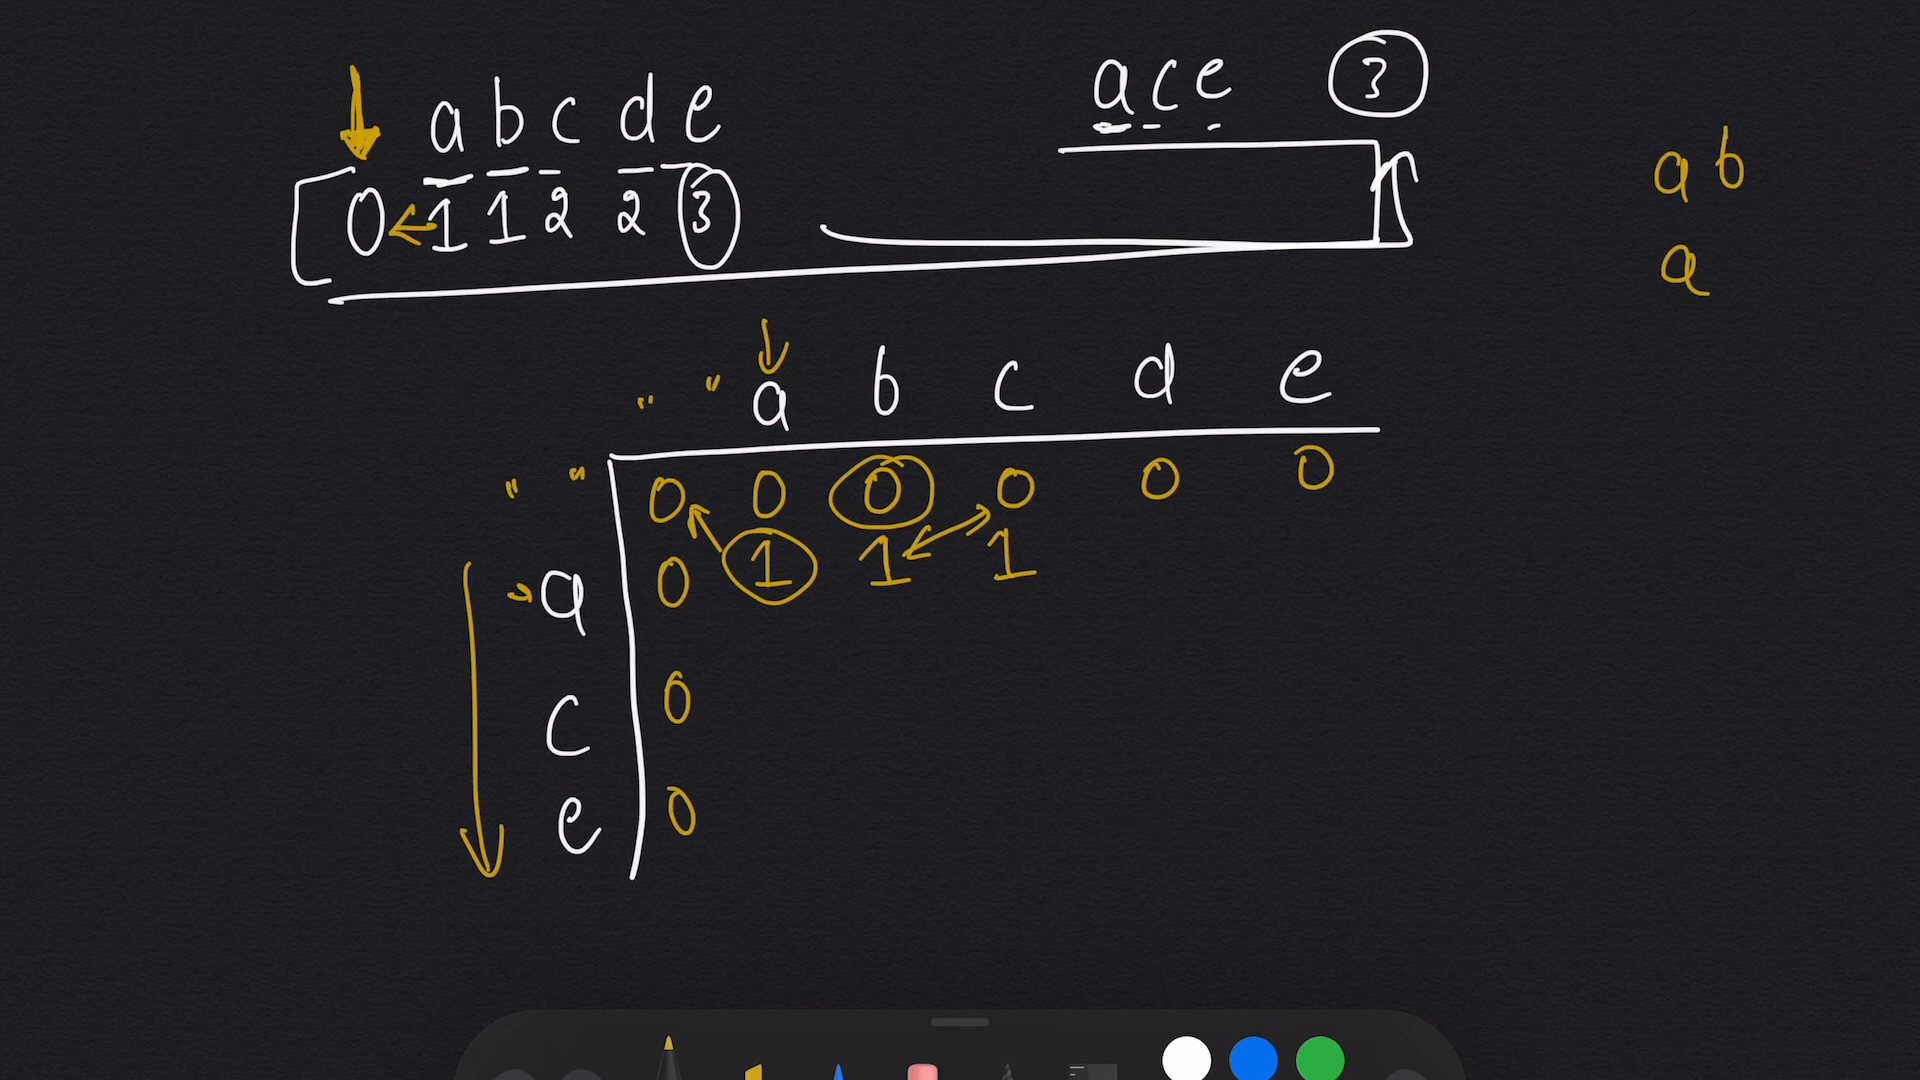 a b c d e
0 1 1 2 2 3
a c e 3
a b
a
" " a b c d e
" " 0 0 0 0 0 0
a 0 1 1 1
c 0
e 0